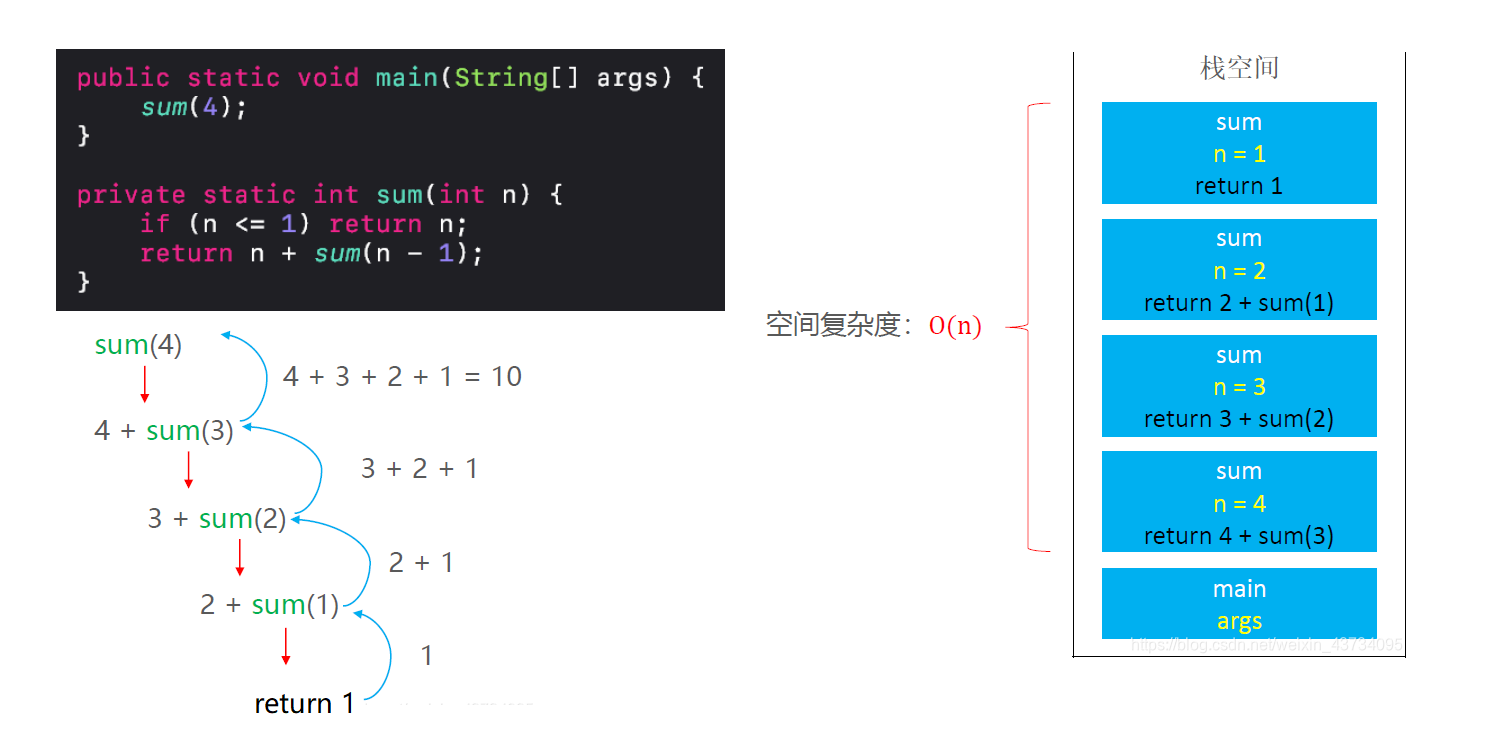 public static void main(String[] args) {
    sum(4);
}
private static int sum(int n) {
    if (n <= 1) return n;
    return n + sum(n - 1);
}
sum(4)
4 + 3 + 2 + 1 = 10
4 + sum(3)
3 + 2 + 1
3 + sum(2)
2 + 1
2 + sum(1)
1
return 1
空间复杂度：O(n)
栈空间
sum
n = 1
return 1
sum
n = 2
return 2 + sum(1)
sum
n = 3
return 3 + sum(2)
sum
n = 4
return 4 + sum(3)
main
args
https://blog.csdn.net/weixin_43734095